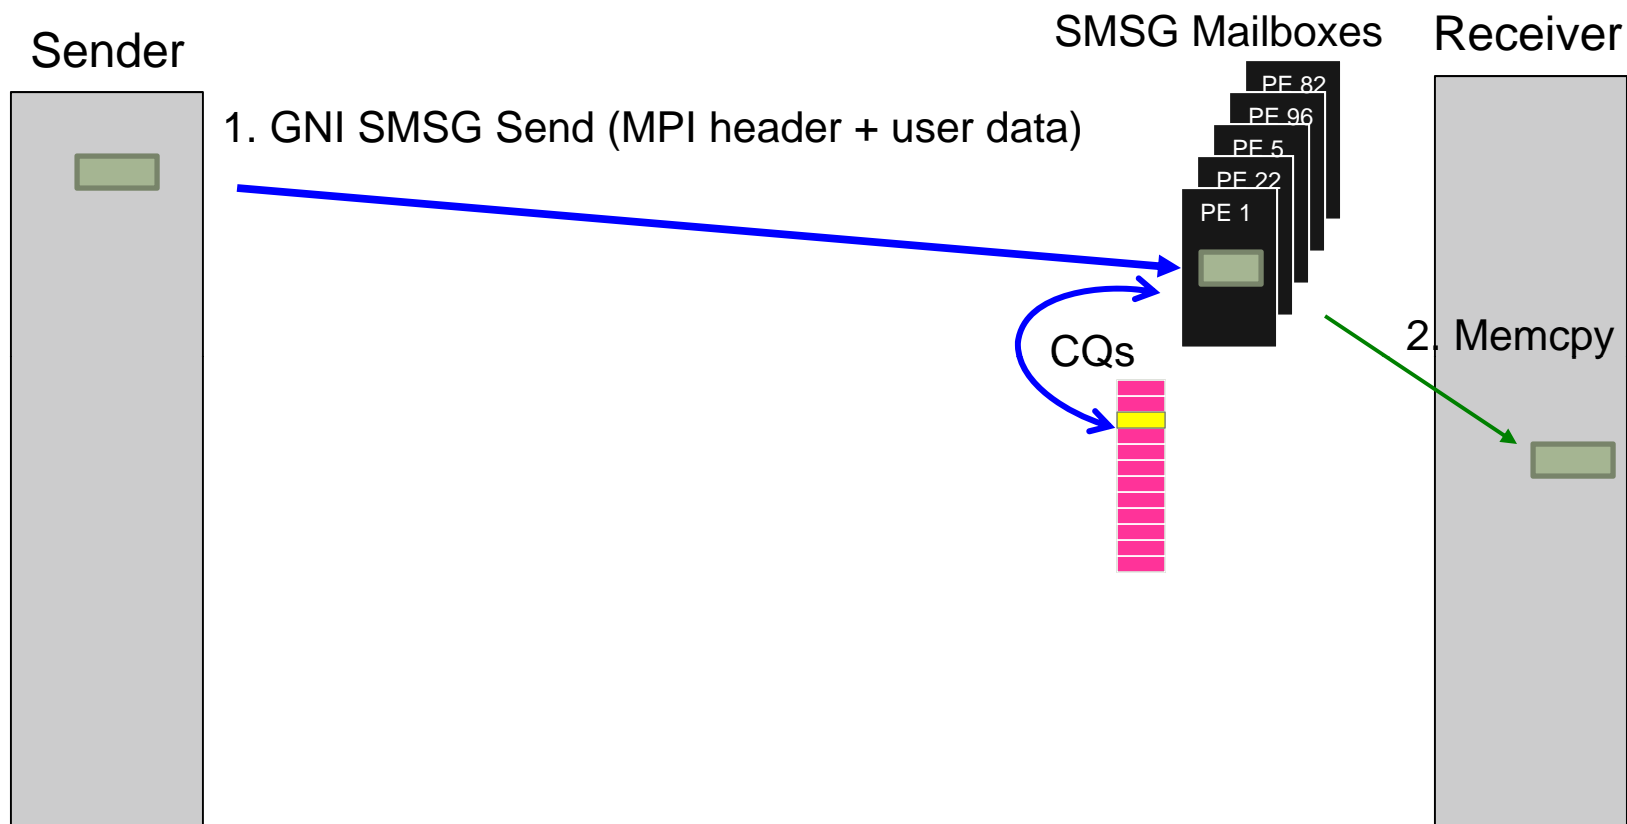 Sender
SMSG Mailboxes
Receiver
1. GNI SMSG Send (MPI header + user data)
PE 82
PE 96
PE 5
PE 22
PE 1
2. Memcpy
CQs